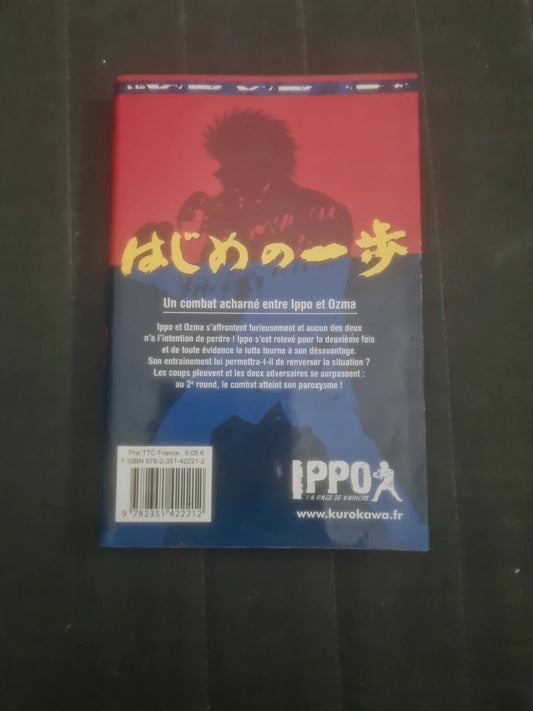 はじめの一歩
Un combat acharné entre Ippo et Ozma
Ippo et Ozma s'affrontent furieusement et aucun des deux
n'a l'intention de perdre ! Ippo s'est relevé pour la deuxième fois
et de toute évidence la lutte tourne à son désavantage.
Son entraînement lui permettra-t-il de renverser la situation ?
Les coups pleuvent et les deux adversaires se surpassent :
au 2e round, le combat atteint son paroxysme !
Prix TTC France : 6,05 €
ISBN 978-2-351-42221-2
9 782351 422212
IPPO
LA RAGE DE VAINCRE
www.kurokawa.fr